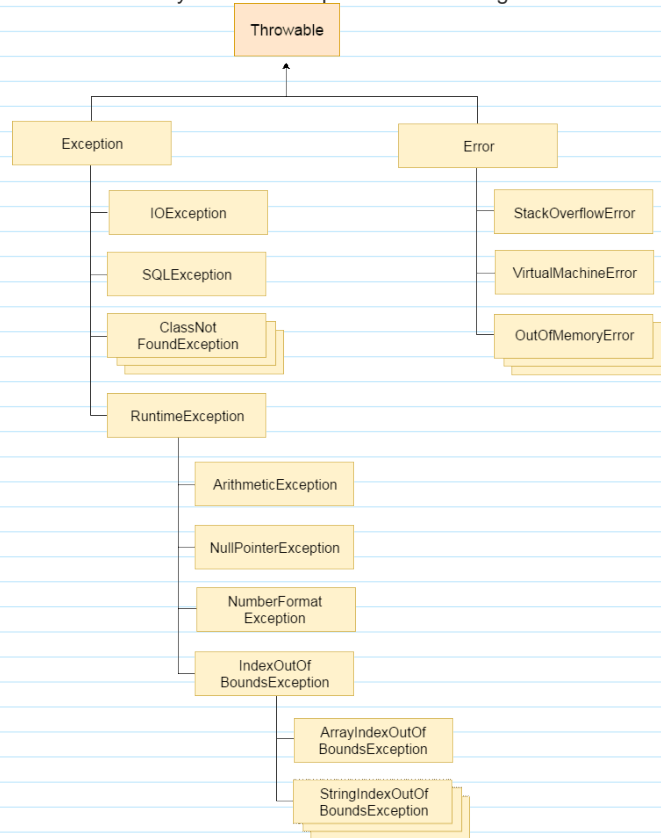 Throwable
Exception
Error
IOException
StackOverflowError
SQLException
VirtualMachineError
ClassNot
FoundException
OutOfMemoryError
RuntimeException
ArithmeticException
NullPointerException
NumberFormat
Exception
IndexOutOf
BoundsException
ArrayIndexOutOf
BoundsException
StringIndexOutOf
BoundsException